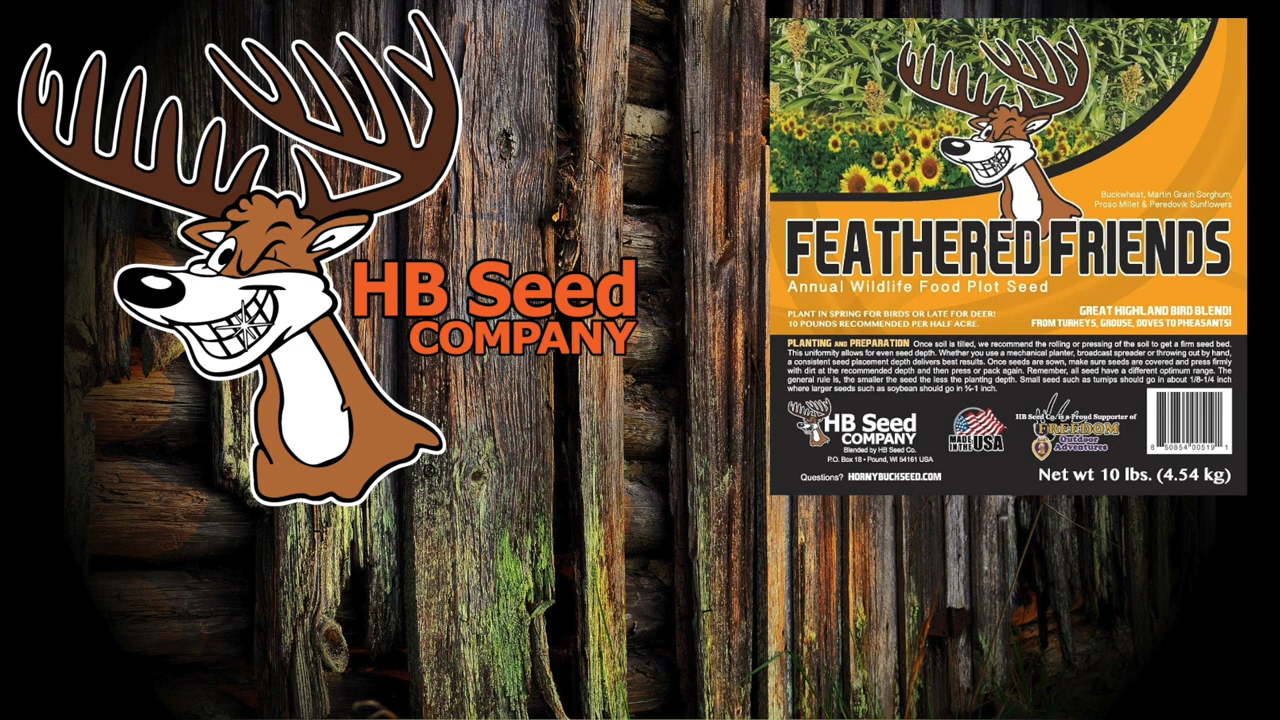 HB Seed
COMPANY
Buckwheat, Martin Grain Sorghum,
Proso Millet & Peredovik Sunflowers
FEATHERED FRIENDS
Annual Wildlife Food Plot Seed
PLANT IN SPRING FOR BIRDS OR LATE FOR DEER!
10 POUNDS RECOMMENDED PER HALF ACRE.
GREAT HIGHLAND BIRD BLEND!
FROM TURKEYS, GROUSE, DOVES TO PHEASANTS!
PLANTING AND PREPARATION Once soil is tilled, we recommend the rolling or pressing of the soil to get a firm seed bed.
This uniformity allows for even seed depth. Whether you use a mechanical planter, broadcast spreader or throwing out by hand,
a consistent seed placement depth delivers best results. Once seeds are sown, make sure seeds are covered and press firmly
with dirt at the recommended depth and then press or pack again. Remember, all seed have a different optimum range. The
general rule is, the smaller the seed the less the planting depth. Small seed such as turnips should go in about 1/8-1/4 inch
where larger seeds such as soybean should go in ¾-1 inch.
HB Seed
COMPANY
Blended by HB Seed Co.
P.O. Box 18 • Pound, WI 54161 USA
MADE
IN THE USA
HB Seed Co. is a Proud Supporter of
FREEDOM
Outdoor
Adventures
8 50854 00519 1
Questions? HORNYBUCKSEED.COM
Net wt 10 lbs. (4.54 kg)